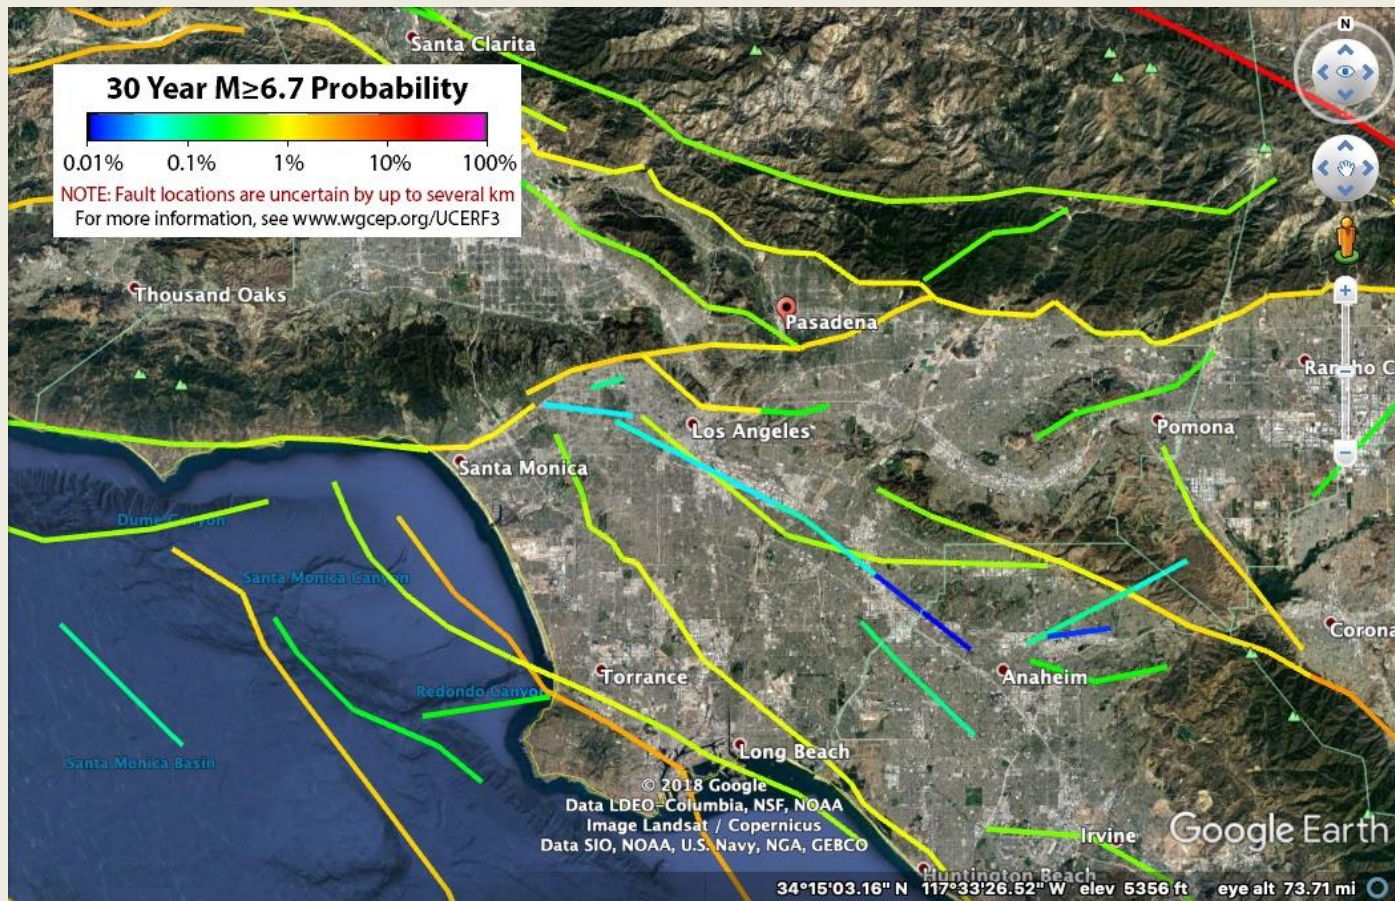 N
Santa Clarita
30 Year M≥6.7 Probability
0.01% 0.1% 1% 10% 100%
NOTE: Fault locations are uncertain by up to several km
For more information, see www.wgcep.org/UCERF3
Thousand Oaks
Pasadena
Los Angeles
Pomona
Santa Monica
Dume Canyon
Santa Monica Canyon
Corona
Torrance
Anaheim
Redondo Canyon
Long Beach
Santa Monica Basin
© 2018 Google
Data LDEO-Columbia, NSF, NOAA
Image Landsat / Copernicus
Data SIO, NOAA, U.S. Navy, NGA, GEBCO
Irvine
Google Earth
Huntington Beach
34°15'03.16" N 117°33'26.52" W elev 5356 ft eye alt 73.71 mi